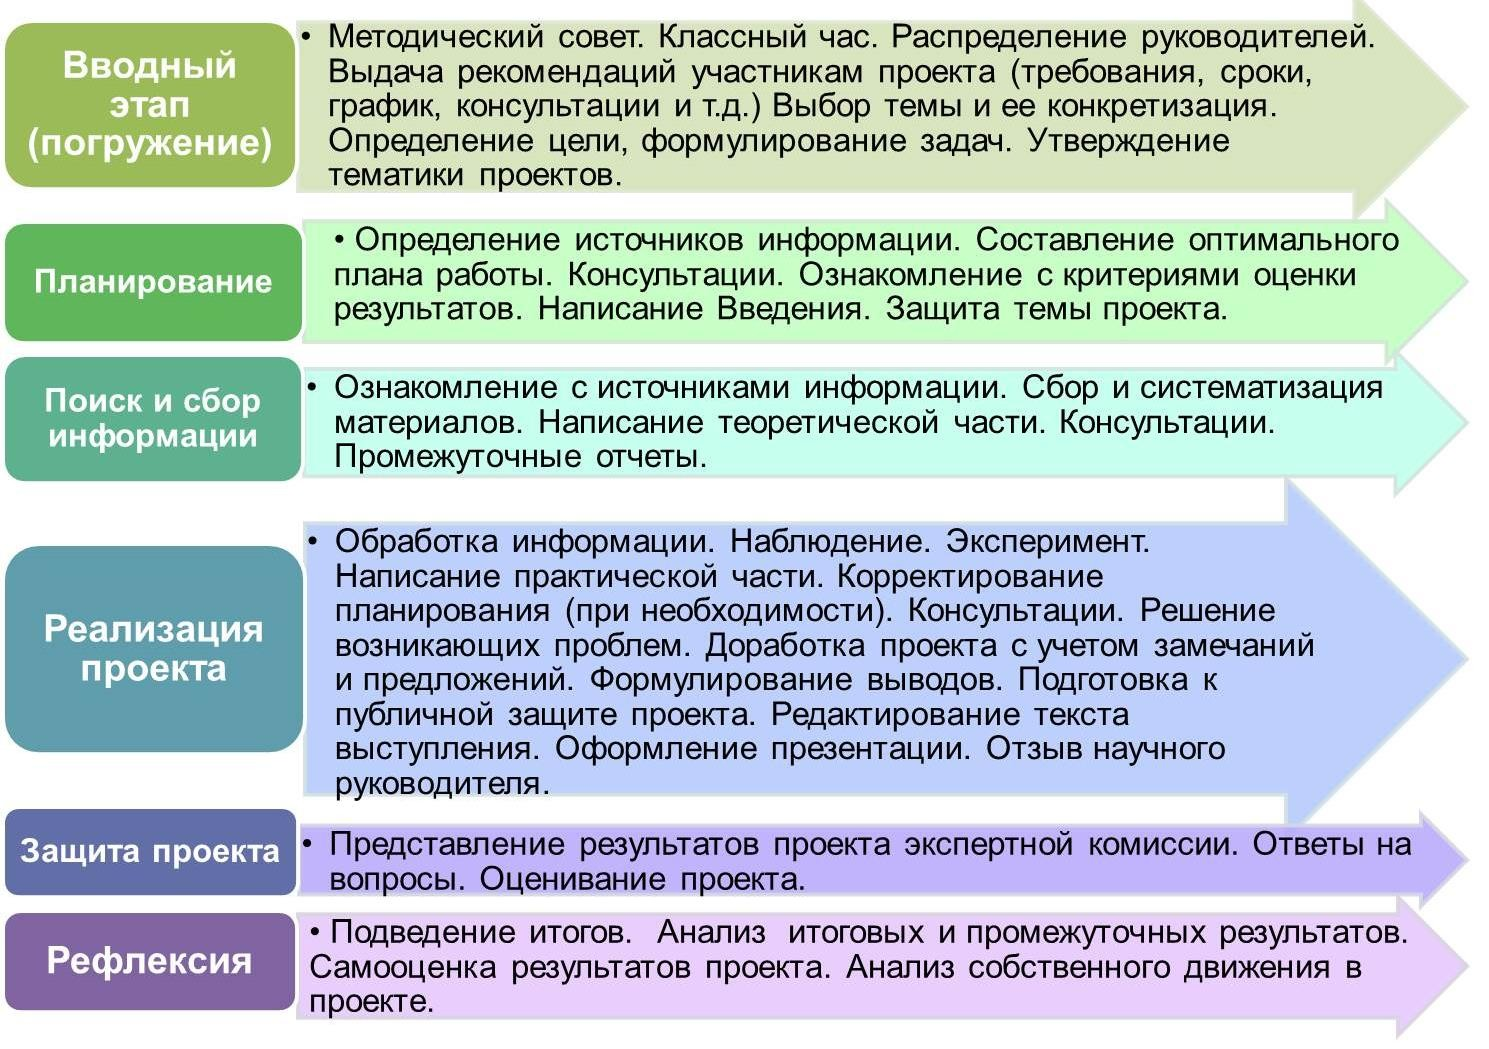 Вводный
этап
(погружение)
• Методический совет. Классный час. Распределение руководителей.
Выдача рекомендаций участникам проекта (требования, сроки,
график, консультации и т.д.) Выбор темы и ее конкретизация.
Определение цели, формулирование задач. Утверждение
тематики проектов.
Планирование
• Определение источников информации. Составление оптимального
плана работы. Консультации. Ознакомление с критериями оценки
результатов. Написание Введения. Защита темы проекта.
Поиск и сбор
информации
• Ознакомление с источниками информации. Сбор и систематизация
материалов. Написание теоретической части. Консультации.
Промежуточные отчеты.
Реализация
проекта
• Обработка информации. Наблюдение. Эксперимент.
Написание практической части. Корректирование
планирования (при необходимости). Консультации. Решение
возникающих проблем. Доработка проекта с учетом замечаний
и предложений. Формулирование выводов. Подготовка к
публичной защите проекта. Редактирование текста
выступления. Оформление презентации. Отзыв научного
руководителя.
Защита проекта
• Представление результатов проекта экспертной комиссии. Ответы на
вопросы. Оценивание проекта.
Рефлексия
• Подведение итогов. Анализ итоговых и промежуточных результатов.
Самооценка результатов проекта. Анализ собственного движения в
проекте.